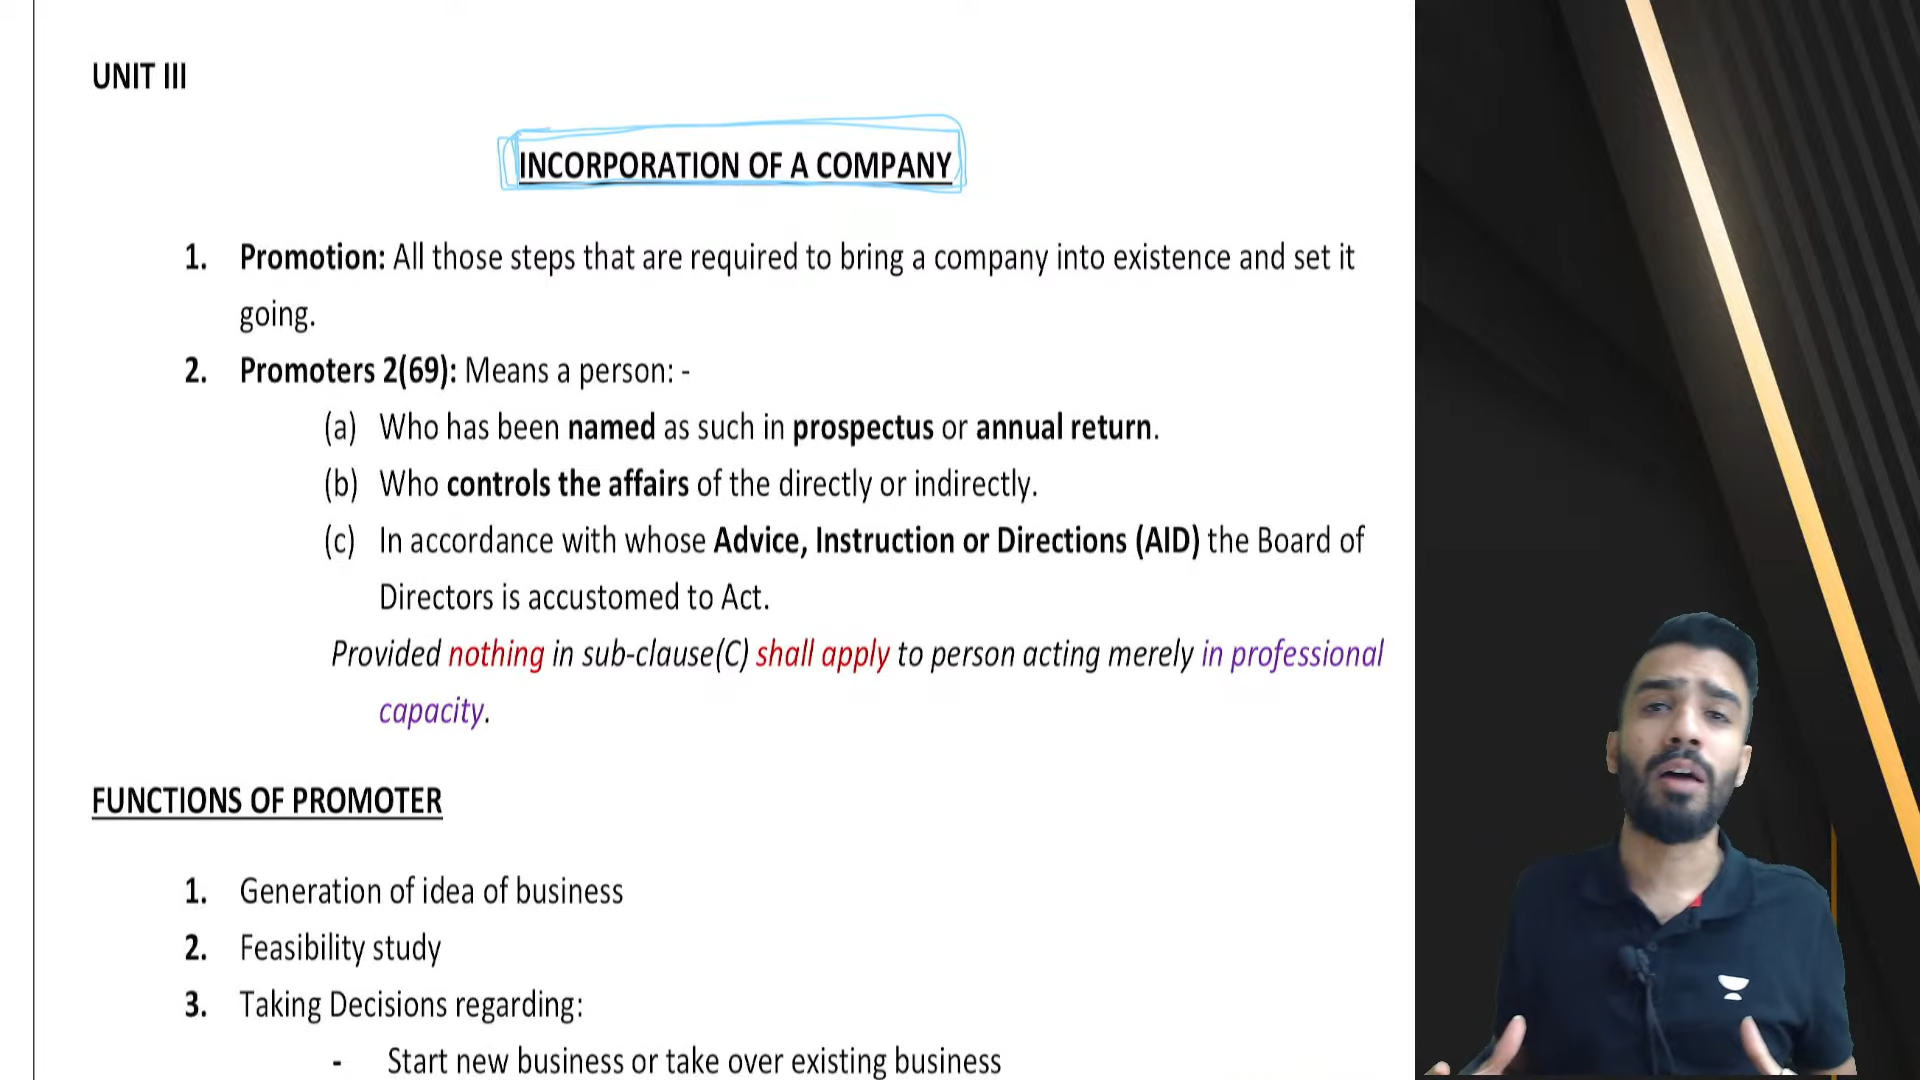 UNIT III
INCORPORATION OF A COMPANY
1. Promotion: All those steps that are required to bring a company into existence and set it
going.
2. Promoters 2(69): Means a person: -
(a) Who has been named as such in prospectus or annual return.
(b) Who controls the affairs of the directly or indirectly.
(c) In accordance with whose Advice, Instruction or Directions (AID) the Board of
Directors is accustomed to Act.
Provided nothing in sub-clause(C) shall apply to person acting merely in professional
capacity.
FUNCTIONS OF PROMOTER
1. Generation of idea of business
2. Feasibility study
3. Taking Decisions regarding:
- Start new business or take over existing business